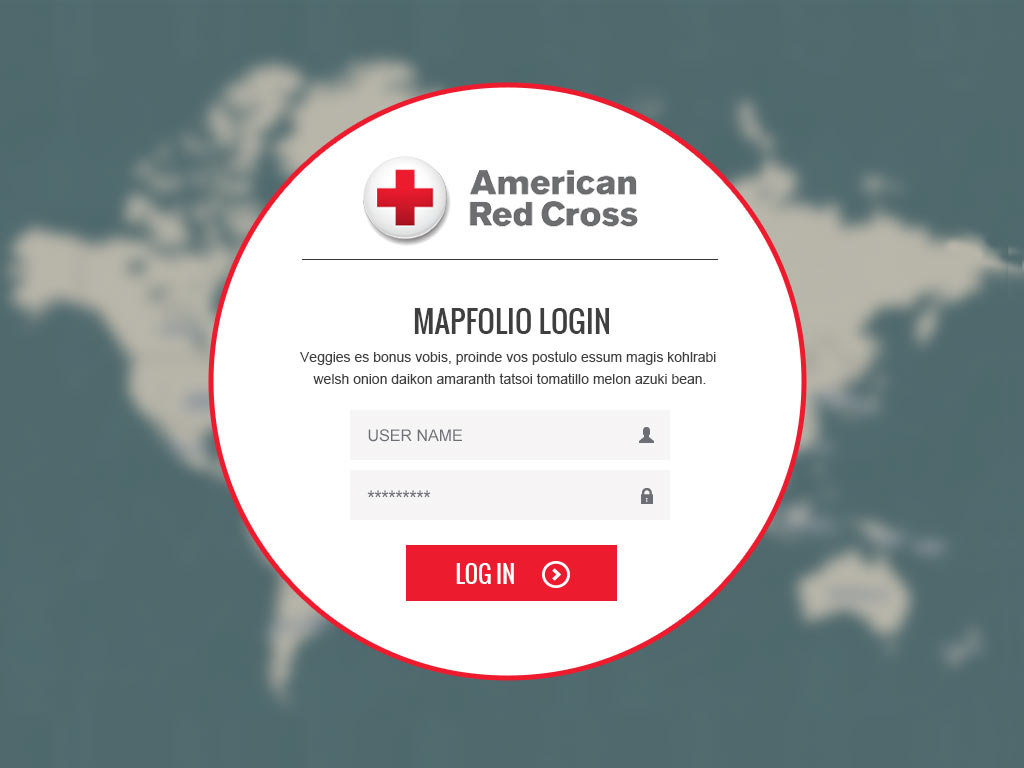 American
Red Cross
MAPFOLIO LOGIN
Veggies es bonus vobis, proinde vos postulo essum magis kohlrabi
welsh onion daikon amaranth tatsoi tomatillo melon azuki bean.
USER NAME
*********
LOG IN